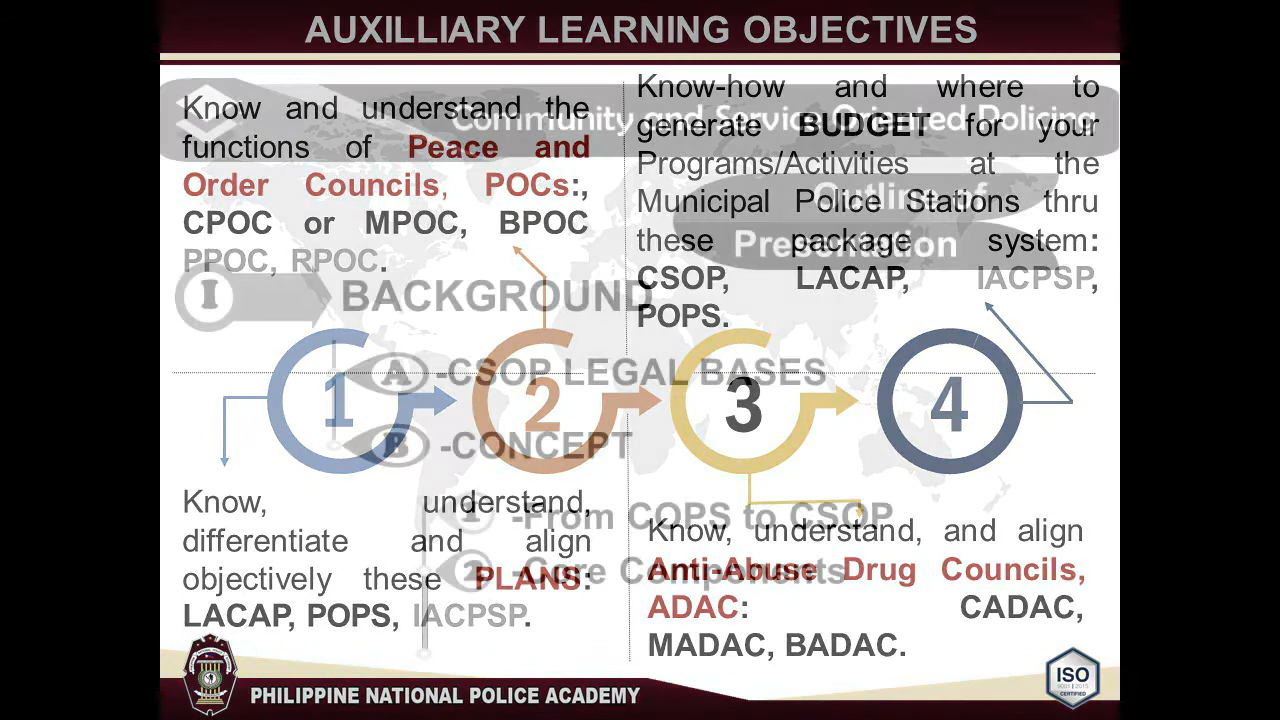 AUXILLIARY LEARNING OBJECTIVES
Know and understand the
functions of Peace and
Order Councils, POCs:,
CPOC or MPOC, BPOC
PPOC, RPOC.
Know-how and where to
generate BUDGET for your
Programs/Activities at the
Municipal Police Stations thru
these package system:
CSOP, LACAP, IACPSP,
POPS.
Community and Service Oriented Policing
Outline of
Presentation
I BACKGROUND
A -CSOP LEGAL BASES
B -CONCEPT
1 -From COPS to CSOP
2 -Core Components
1 2 3 4
Know, understand,
differentiate and align
objectively these PLANS:
LACAP, POPS, IACPSP.
Know, understand, and align
Anti-Abuse Drug Councils,
ADAC: CADAC,
MADAC, BADAC.
PHILIPPINE NATIONAL POLICE ACADEMY
ISO
9001:2015
CERTIFIED